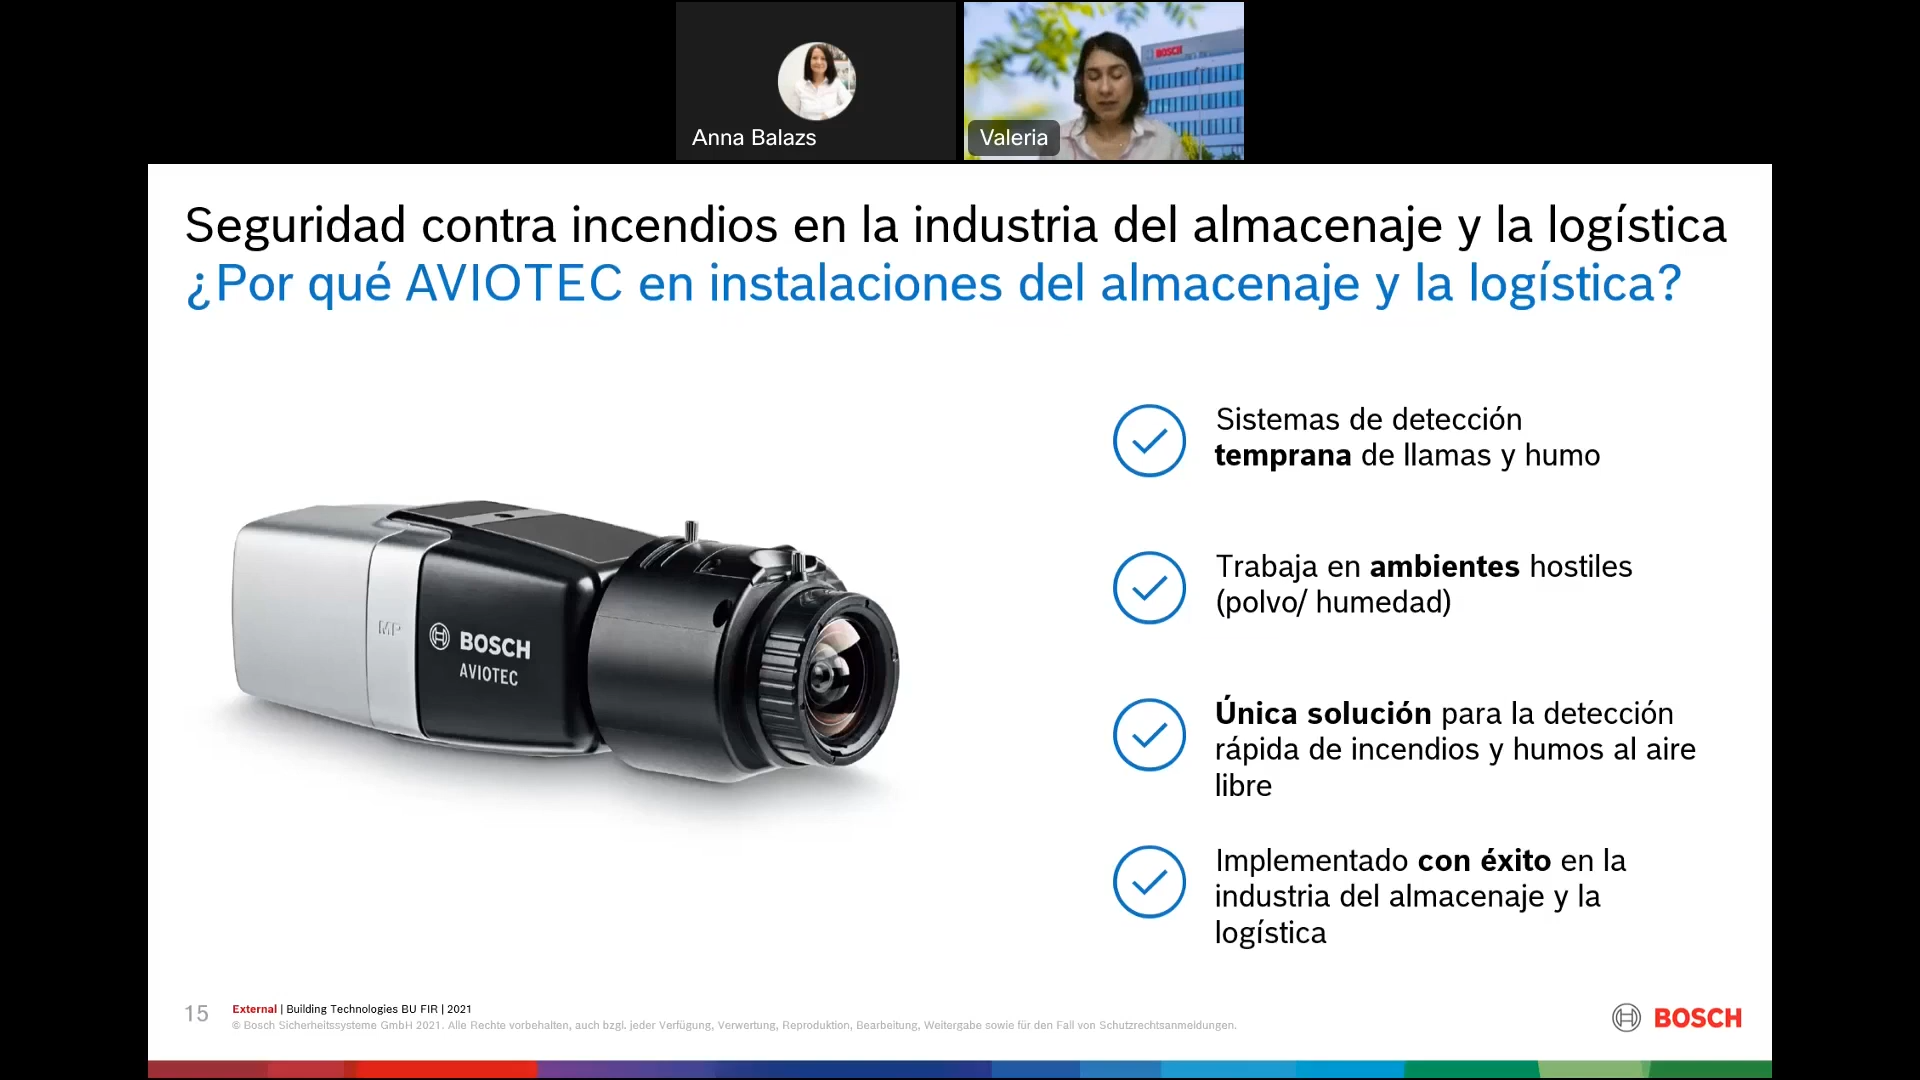 Anna Balazs
BOSCH
Valeria
Seguridad contra incendios en la industria del almacenaje y la logística
¿Por qué AVIOTEC en instalaciones del almacenaje y la logística?
MP
BOSCH
AVIOTEC
Sistemas de detección
temprana de llamas y humo
Trabaja en ambientes hostiles
(polvo/ humedad)
Única solución para la detección
rápida de incendios y humos al aire
libre
Implementado con éxito en la
industria del almacenaje y la
logística
15
External | Building Technologies BU FIR | 2021
© Bosch Sicherheitssysteme GmbH 2021. Alle Rechte vorbehalten, auch bzgl. jeder Verfügung, Verwertung, Reproduktion, Bearbeitung, Weitergabe sowie für den Fall von Schutzrechtsanmeldungen.
BOSCH